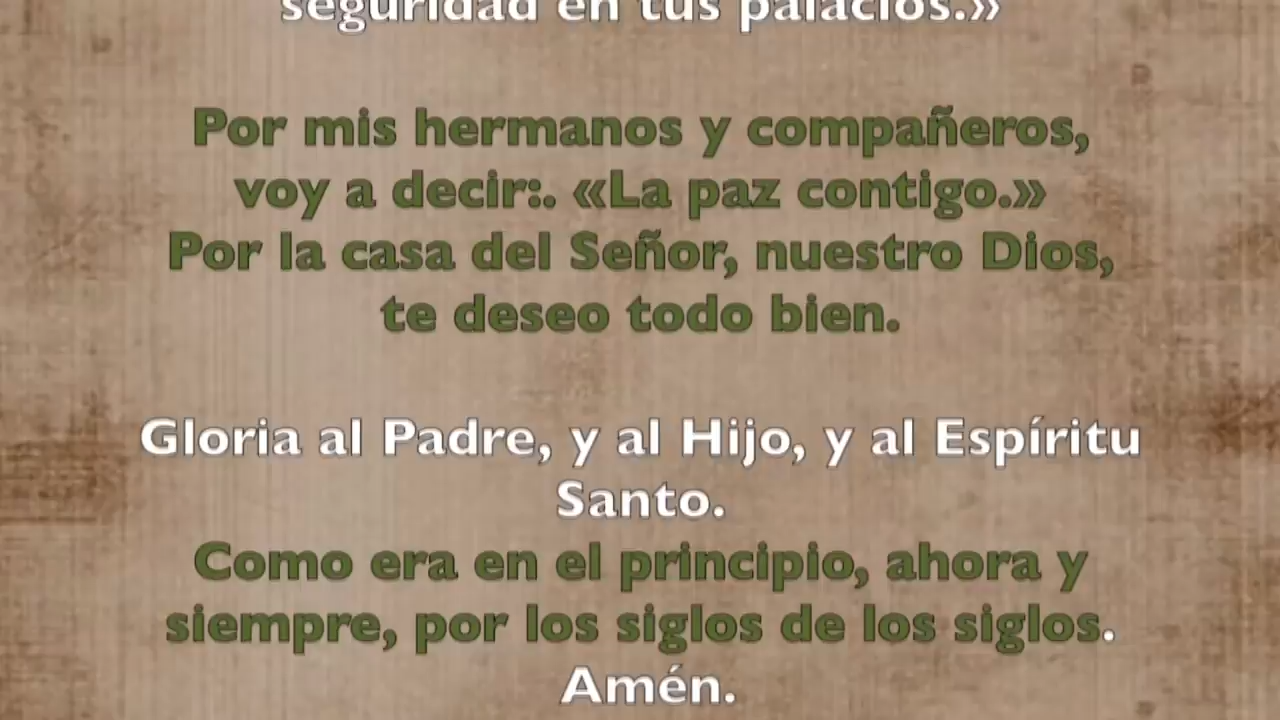 seguridad en tus palacios.»
Por mis hermanos y compañeros,
voy a decir:. «La paz contigo.»
Por la casa del Señor, nuestro Dios,
te deseo todo bien.
Gloria al Padre, y al Hijo, y al Espíritu
Santo.
Como era en el principio, ahora y
siempre, por los siglos de los siglos.
Amén.